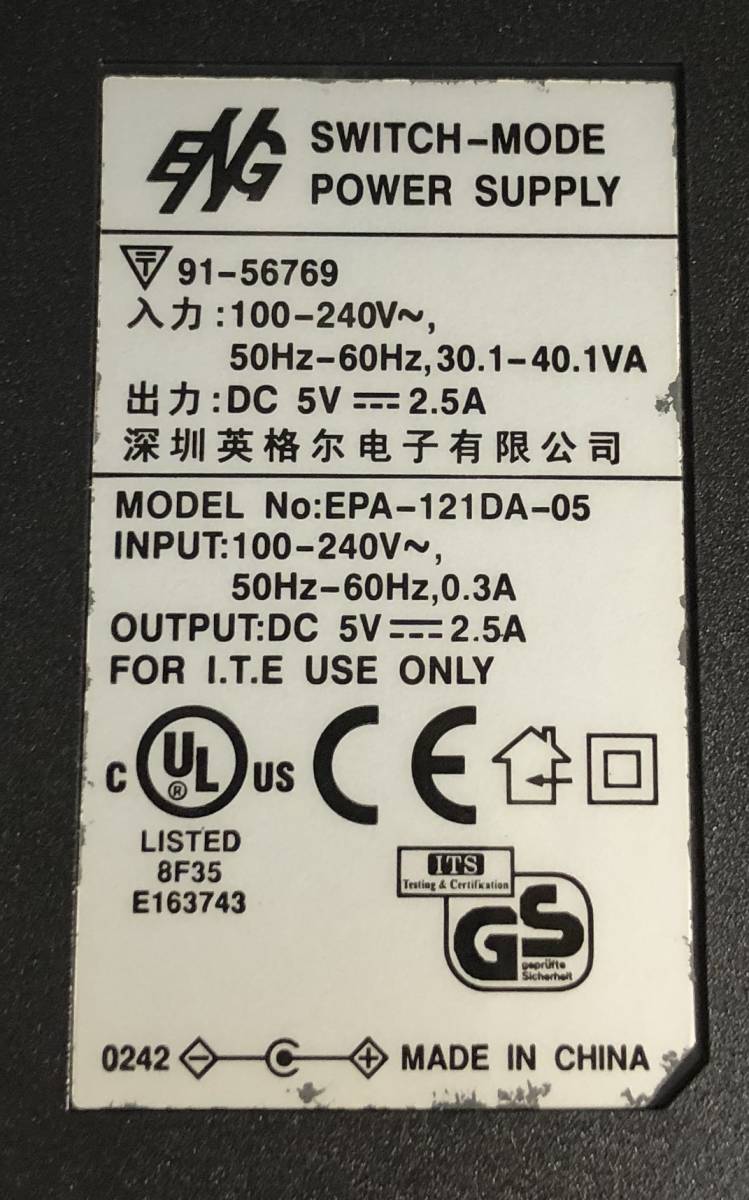 ENG SWITCH-MODE
POWER SUPPLY
91-56769
入力:100-240V~,
50Hz-60Hz,30.1-40.1VA
出力:DC 5V⎓2.5A
深圳英格尔电子有限公司
MODEL No:EPA-121DA-05
INPUT:100-240V~,
50Hz-60Hz,0.3A
OUTPUT:DC 5V⎓2.5A
FOR I.T.E USE ONLY
C UL® US CE
LISTED
8F35
E163743
ITS
Testing & Certification
GS
geprüfte
Sicherheit
0242 - + MADE IN CHINA